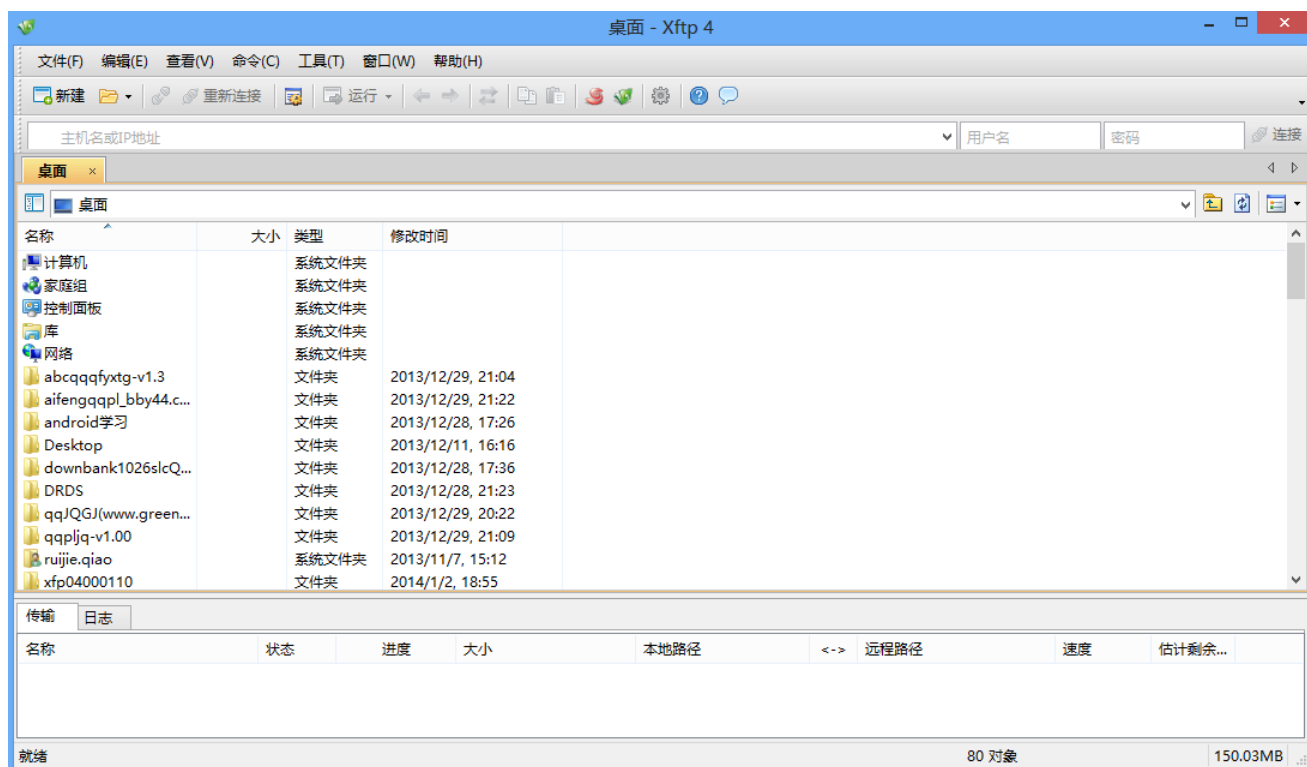 桌面 - Xftp 4
文件(F) 编辑(E) 查看(V) 命令(C) 工具(T) 窗口(W) 帮助(H)
新建 重新连接 运行
主机名或IP地址 用户名 密码 连接
桌面 ×
桌面
名称 大小 类型 修改时间
计算机 系统文件夹
家庭组 系统文件夹
控制面板 系统文件夹
库 系统文件夹
网络 系统文件夹
abcqqqfyxtg-v1.3 文件夹 2013/12/29, 21:04
aifengqqpl_bby44.c... 文件夹 2013/12/29, 21:22
android学习 文件夹 2013/12/28, 17:26
Desktop 文件夹 2013/12/11, 16:16
downbank1026slcQ... 文件夹 2013/12/28, 17:36
DRDS 文件夹 2013/12/28, 21:23
qqJQGJ(www.green... 文件夹 2013/12/29, 20:22
qqpljq-v1.00 文件夹 2013/12/29, 21:09
ruijie.qiao 系统文件夹 2013/11/7, 15:12
xfp04000110 文件夹 2014/1/2, 18:55
传输 日志
名称 状态 进度 大小 本地路径 <-> 远程路径 速度 估计剩余...
就绪 80 对象 150.03MB